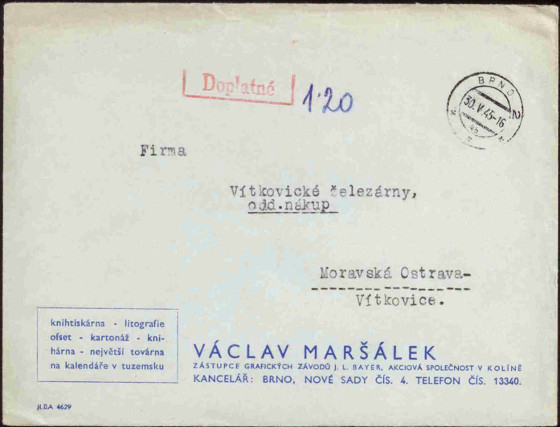 Doplatné
1·20
BRNO 2
30.V.45-16
Firma
Vítkovické železárny,
odd.nákup
Moravská Ostrava-
Vítkovice.
knihtiskárna - litografie
ofset - kartonáž - kni-
hárna - největší továrna
na kalendáře v tuzemsku
VÁCLAV MARŠÁLEK
ZÁSTUPCE GRAFICKÝCH ZÁVODŮ J. L. BAYER, AKCIOVÁ SPOLEČNOST V KOLÍNĚ
KANCELÁŘ: BRNO, NOVÉ SADY ČÍS. 4. TELEFON ČÍS. 13340.